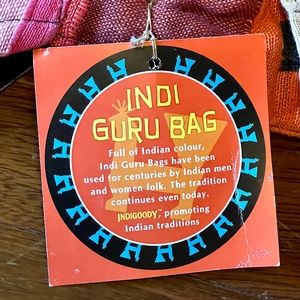 INDI
GURU BAG
Full of Indian colour,
Indi Guru Bags have been
used for centuries by Indian men
and women folk. The tradition
continues even today.
INDIGOODY™, promoting
Indian traditions